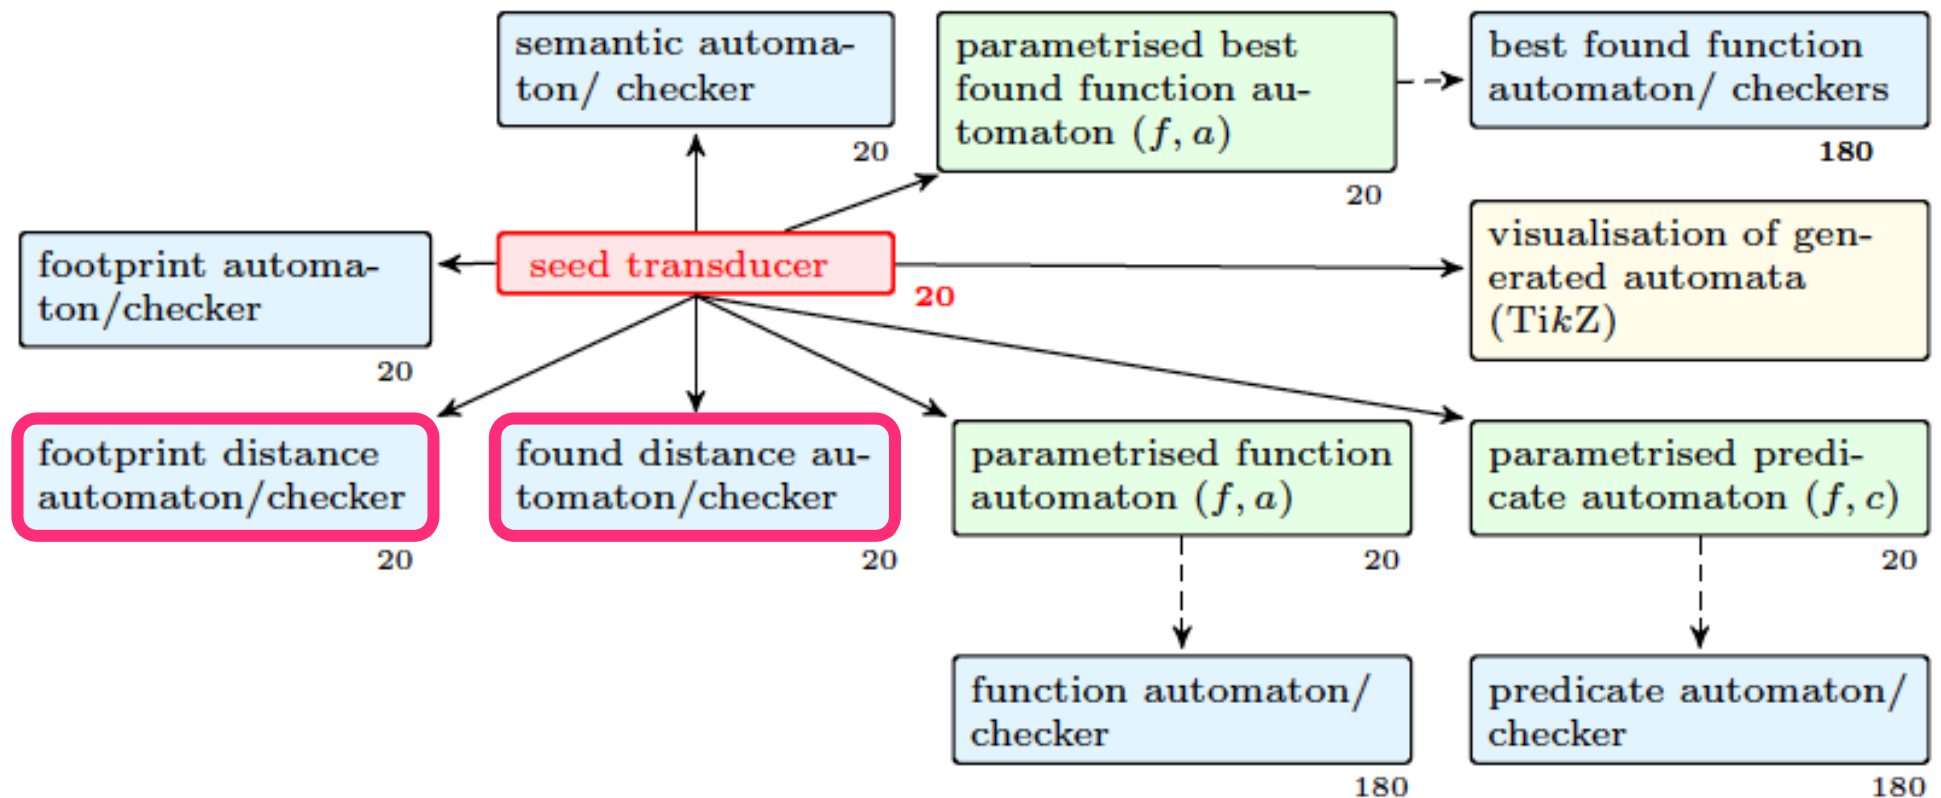 semantic automa-
ton/ checker
20
parametrised best
found function au-
tomaton (f, a)
20
best found function
automaton/ checkers
180
footprint automa-
ton/checker
20
seed transducer
20
visualisation of gen-
erated automata
(TikZ)
footprint distance
automaton/checker
20
found distance au-
tomaton/checker
20
parametrised function
automaton (f, a)
20
parametrised predi-
cate automaton (f, c)
20
function automaton/
checker
180
predicate automaton/
checker
180